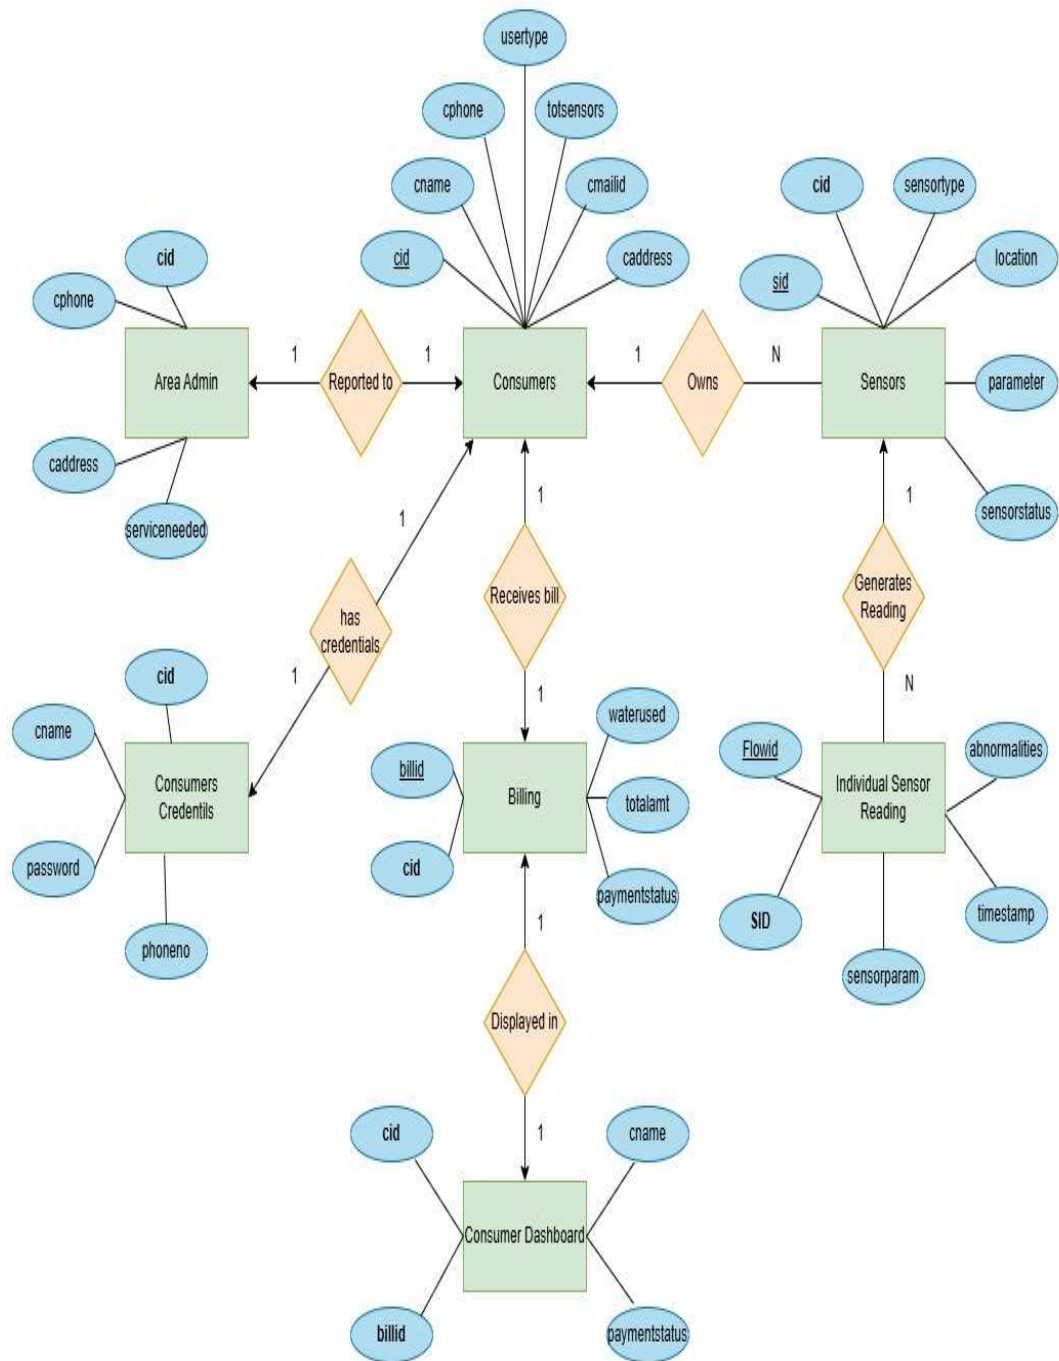 usertype
cphone
totsensors
cname
cmailid
cid
caddress
cid
sensortype
sid
location
cid
cphone
Area Admin
1
Reported to
1
Consumers
1
Owns
N
Sensors
parameter
caddress
serviceneeded
1
1
1
sensorstatus
has
credentials
Receives bill
Generates
Reading
1
1
N
cid
cname
Consumers
Credentils
password
phoneno
billid
Billing
cid
waterused
totalamt
paymentstatus
Flowid
Individual Sensor
Reading
abnormalities
SID
sensorparam
timestamp
1
Displayed in
1
cid
cname
Consumer Dashboard
billid
paymentstatus